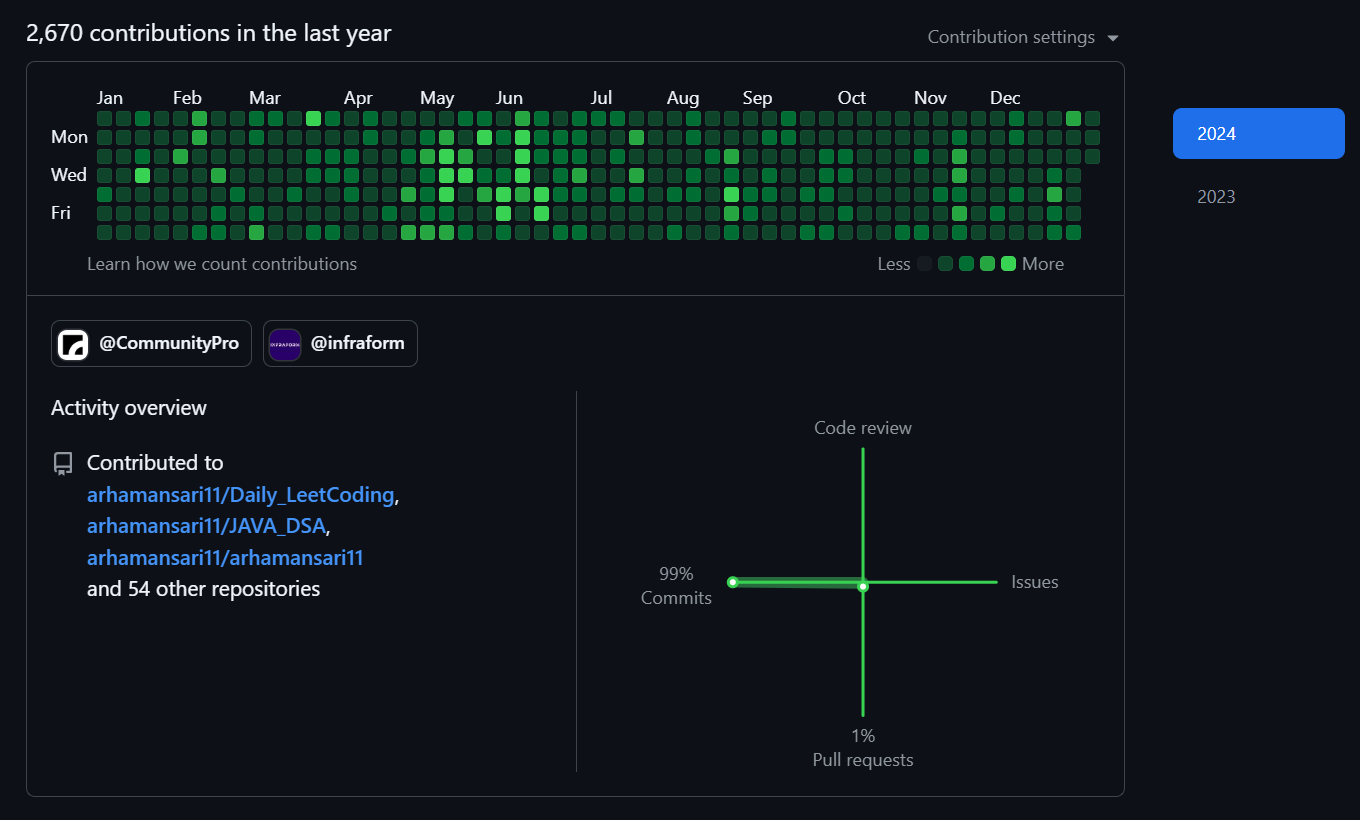 2,670 contributions in the last year
Contribution settings
Jan Feb Mar Apr May Jun Jul Aug Sep Oct Nov Dec
Mon
Wed
Fri
Learn how we count contributions
Less More
2024
2023
@CommunityPro
INFRAFORM @infraform
Activity overview
Contributed to
arhamansari11/Daily_LeetCoding,
arhamansari11/JAVA_DSA,
arhamansari11/arhamansari11
and 54 other repositories
Code review
99%
Commits
Issues
1%
Pull requests